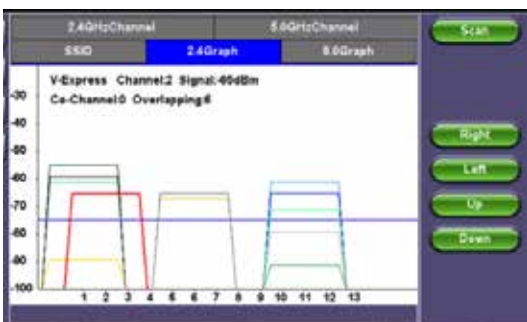 2.4GHzChannel 5.0GHzChannel
SSID 2.4Graph 5.0Graph
V-Express Channel:2 Signal:-65dBm
Co-Channel:0 Overlapping:6
-30
-40
-50
-60
-70
-80
-90
-100
1 2 3 4 5 6 7 8 9 10 11 12 13
Scan
Right
Left
Up
Down